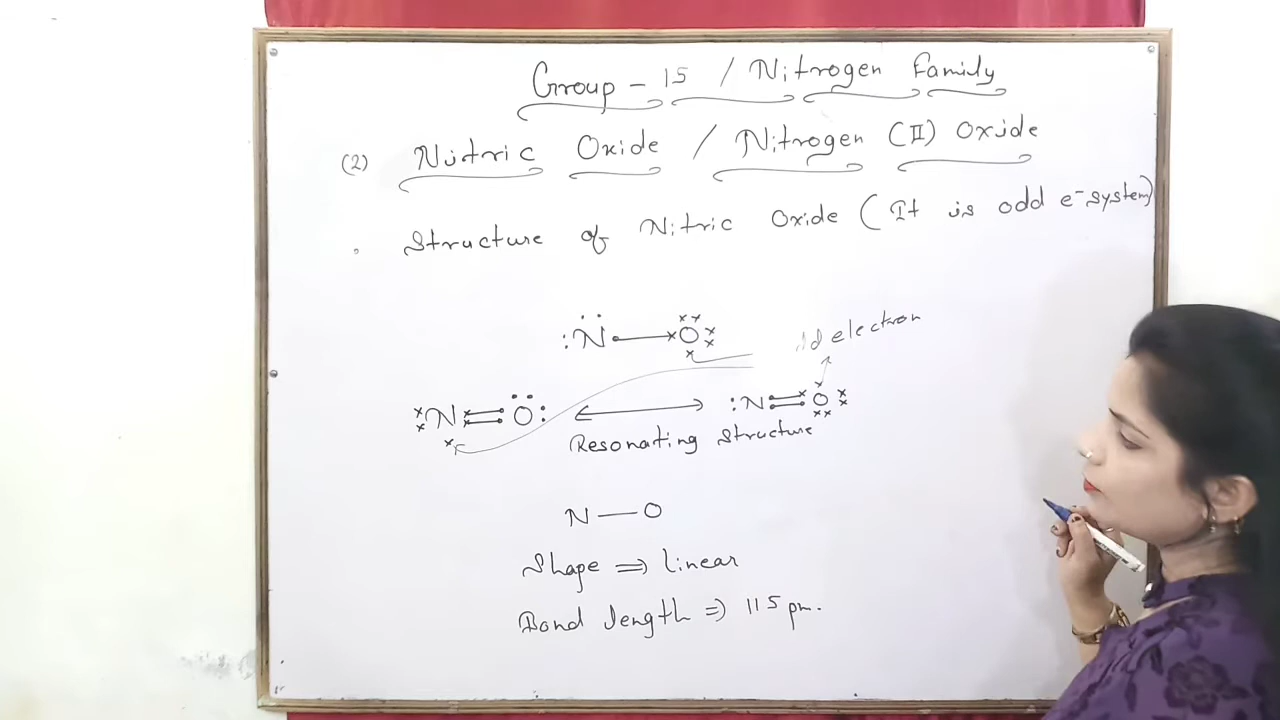 Group - 15 / Nitrogen Family
(2) Nitric Oxide / Nitrogen (II) Oxide
Structure of Nitric Oxide (It is odd e⁻system)
:N̈ —— O
electron
N = O ⟷ :N = O
Resonating Structure
N — O
Shape ⇒ linear
Bond length ⇒ 115 pm.